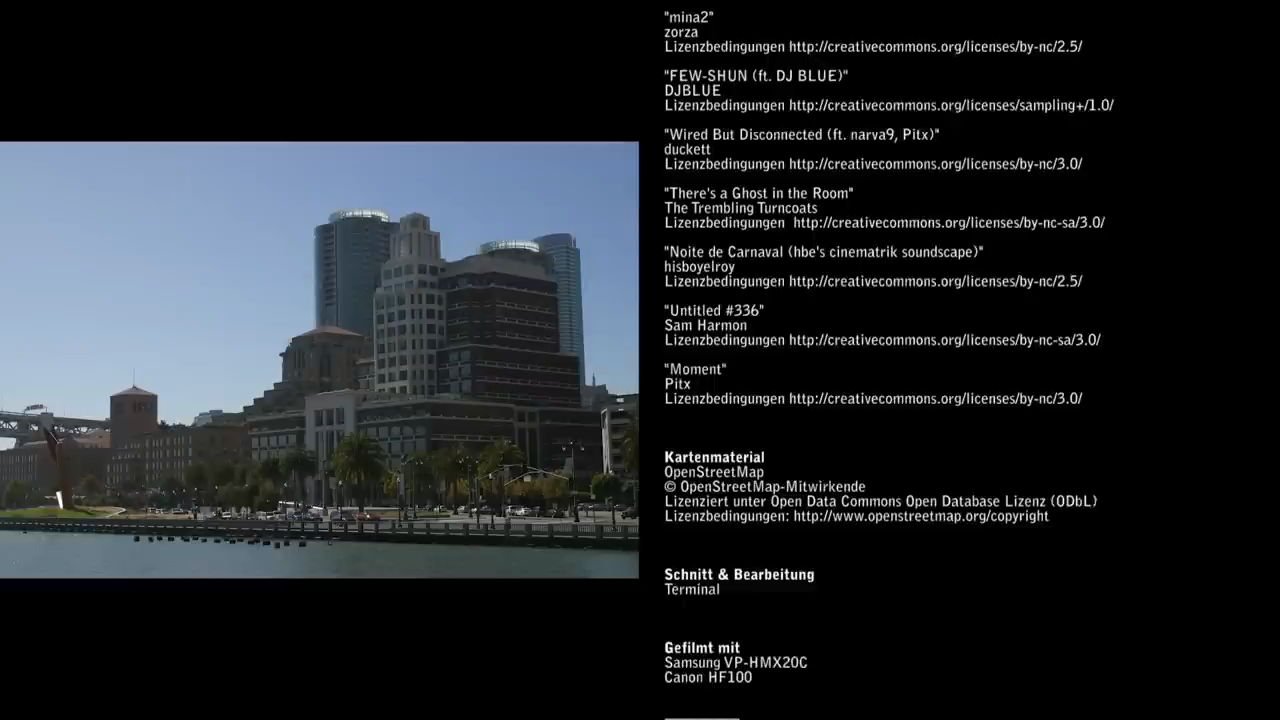 "mina2"
zorza
Lizenzbedingungen http://creativecommons.org/licenses/by-nc/2.5/
"FEW-SHUN (ft. DJ BLUE)"
DJBLUE
Lizenzbedingungen http://creativecommons.org/licenses/sampling+/1.0/
"Wired But Disconnected (ft. narva9, Pitx)"
duckett
Lizenzbedingungen http://creativecommons.org/licenses/by-nc/3.0/
"There's a Ghost in the Room"
The Trembling Turncoats
Lizenzbedingungen  http://creativecommons.org/licenses/by-nc-sa/3.0/
"Noite de Carnaval (hbe's cinematrik soundscape)"
hisboyelroy
Lizenzbedingungen http://creativecommons.org/licenses/by-nc/2.5/
"Untitled #336"
Sam Harmon
Lizenzbedingungen http://creativecommons.org/licenses/by-nc-sa/3.0/
"Moment"
Pitx
Lizenzbedingungen http://creativecommons.org/licenses/by-nc/3.0/
Kartenmaterial
OpenStreetMap
© OpenStreetMap-Mitwirkende
Lizenziert unter Open Data Commons Open Database Lizenz (ODbL)
Lizenzbedingungen: http://www.openstreetmap.org/copyright
Schnitt & Bearbeitung
Terminal
Gefilmt mit
Samsung VP-HMX20C
Canon HF100